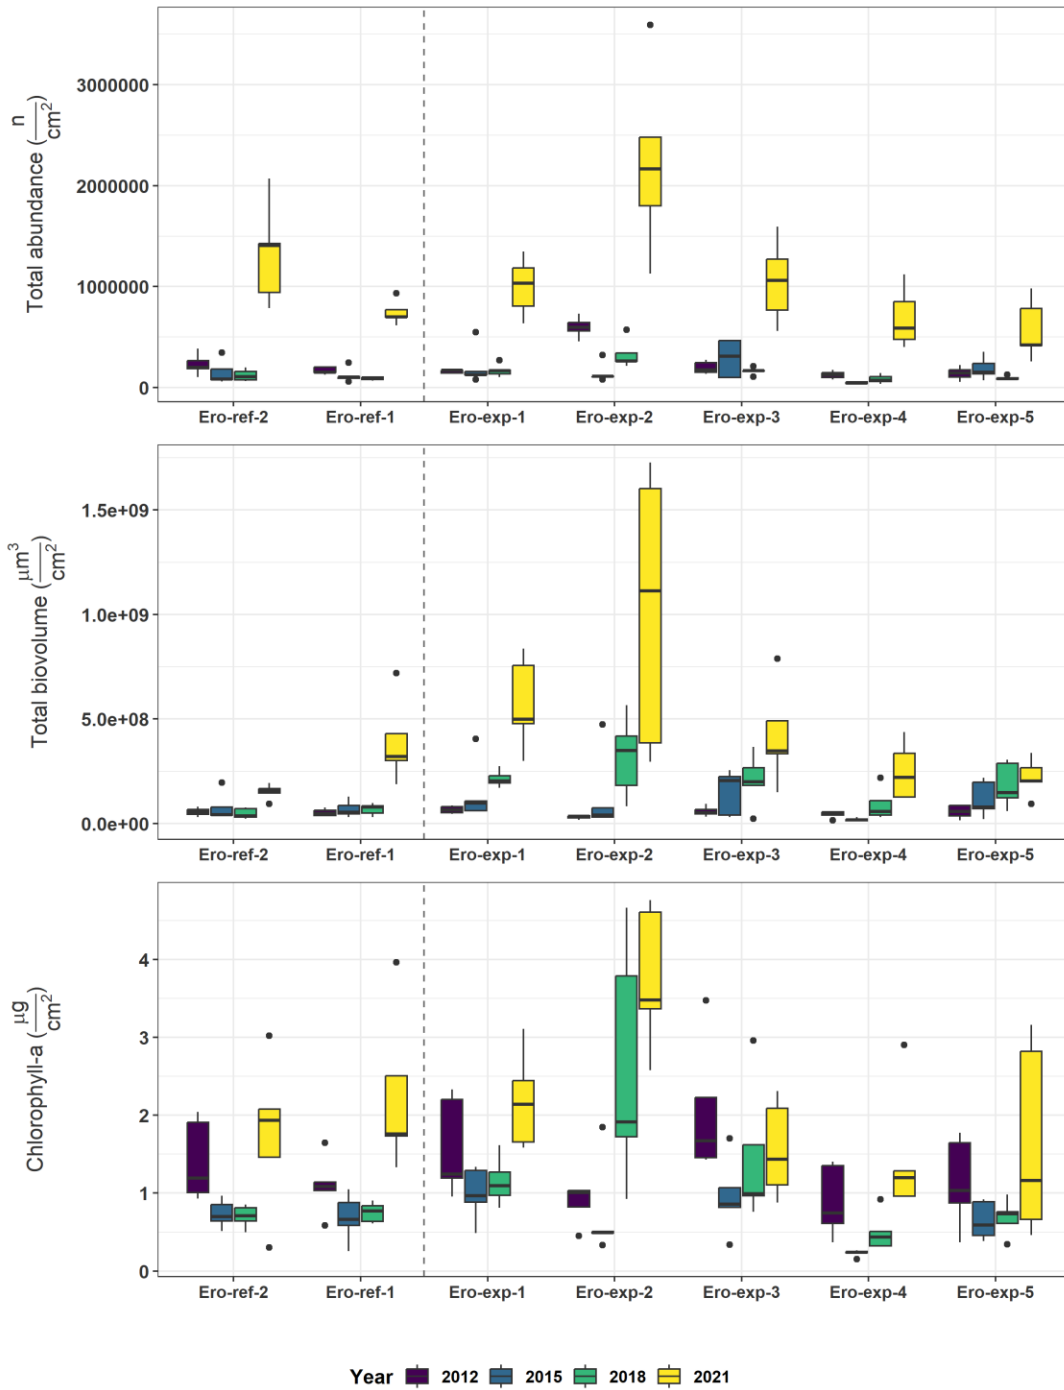 Total abundance (n/cm²)
3000000
2000000
1000000
0
Ero-ref-2 Ero-ref-1 Ero-exp-1 Ero-exp-2 Ero-exp-3 Ero-exp-4 Ero-exp-5
Total biovolume (μm³/cm²)
1.5e+09
1.0e+09
5.0e+08
0.0e+00
Ero-ref-2 Ero-ref-1 Ero-exp-1 Ero-exp-2 Ero-exp-3 Ero-exp-4 Ero-exp-5
Chlorophyll-a (μg/cm²)
4
3
2
1
0
Ero-ref-2 Ero-ref-1 Ero-exp-1 Ero-exp-2 Ero-exp-3 Ero-exp-4 Ero-exp-5
Year 2012 2015 2018 2021